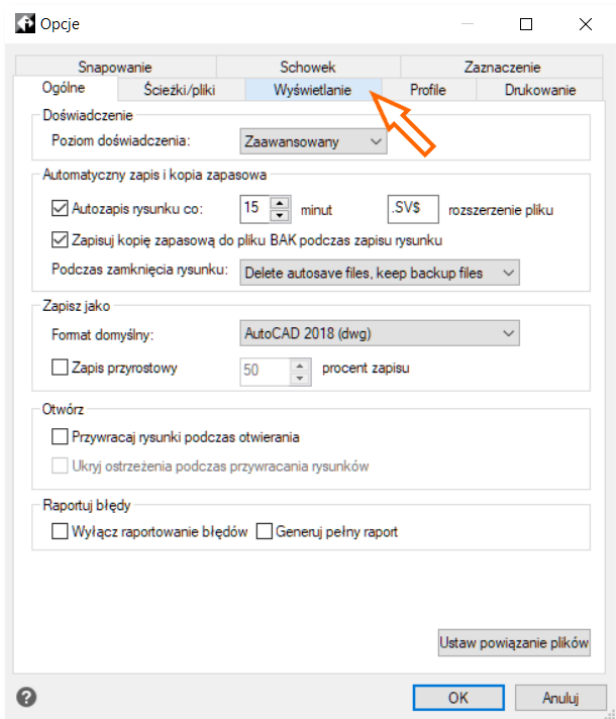 Opcje
Snapowanie Schowek Zaznaczenie
Ogólne Ścieżki/pliki Wyświetlanie Profile Drukowanie
Doświadczenie
Poziom doświadczenia: Zaawansowany
Automatyczny zapis i kopia zapasowa
Autozapis rysunku co: 15 minut .SV$ rozszerzenie pliku
Zapisuj kopię zapasową do pliku BAK podczas zapisu rysunku
Podczas zamknięcia rysunku: Delete autosave files, keep backup files
Zapisz jako
Format domyślny: AutoCAD 2018 (dwg)
Zapis przyrostowy 50 procent zapisu
Otwórz
Przywracaj rysunki podczas otwierania
Ukryj ostrzeżenia podczas przywracania rysunków
Raportuj błędy
Wyłącz raportowanie błędów Generuj pełny raport
Ustaw powiązanie plików
? OK Anuluj